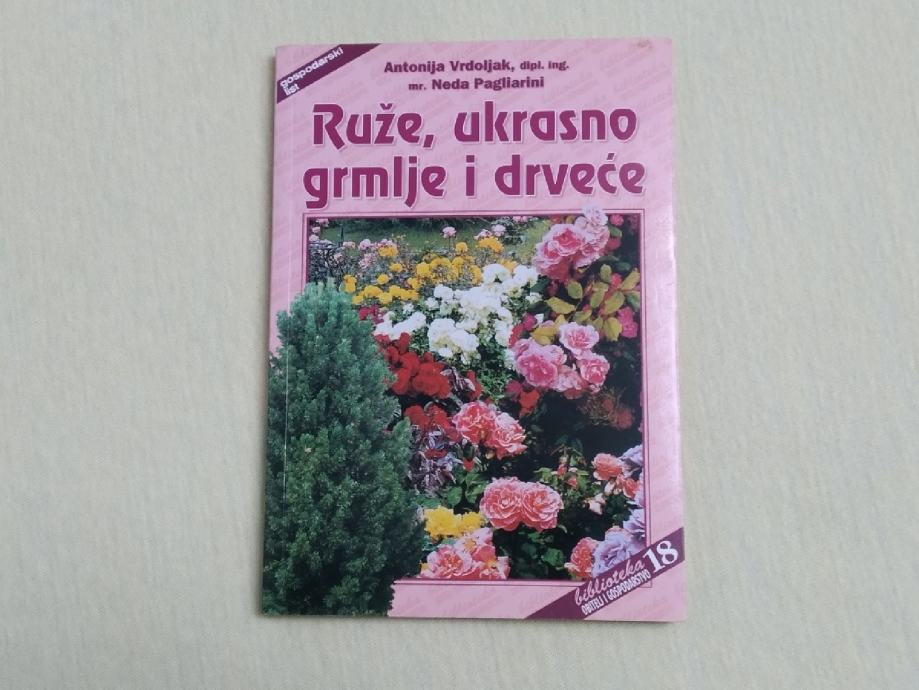 gospodarski
list
Antonija Vrdoljak, dipl. ing.
mr. Neda Pagliarini
Ruže, ukrasno
grmlje i drveće
biblioteka
OBITELJ I GOSPODARSTVO
18